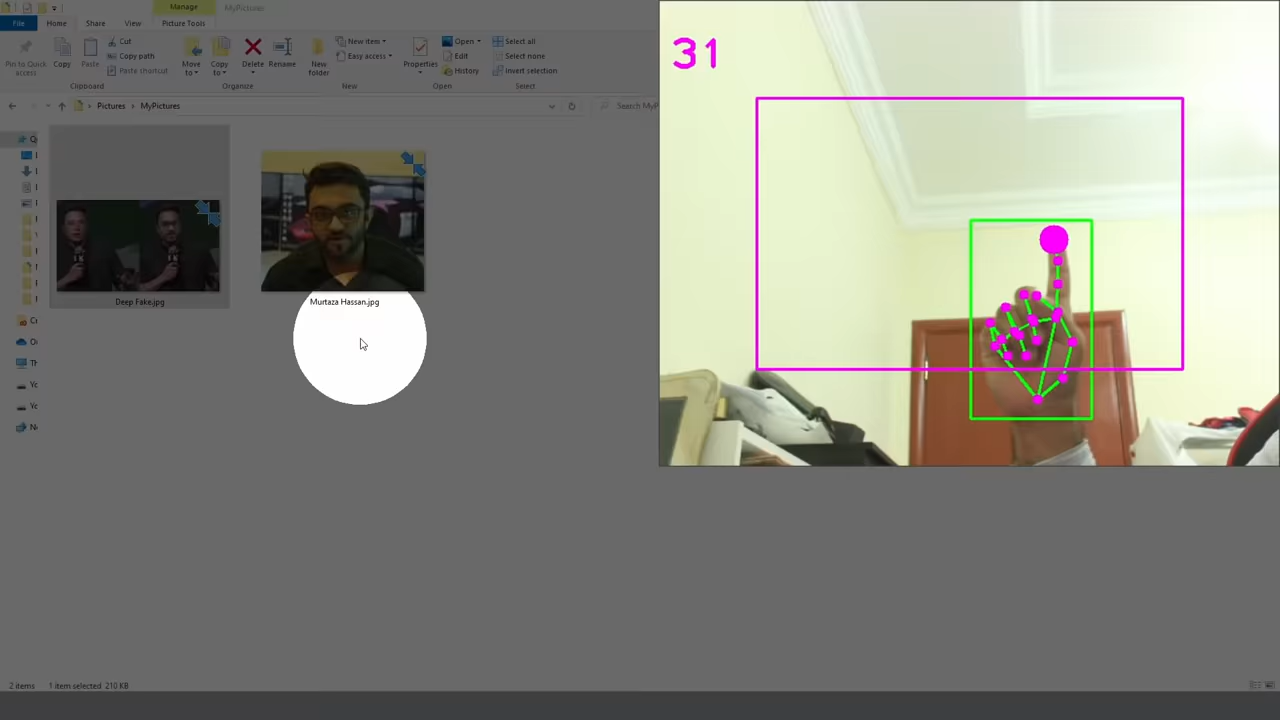 Manage
MyPictures
File
Home
Share
View
Picture Tools
Pin to Quick access
Copy
Paste
Cut
Copy path
Paste shortcut
Move to
Copy to
Delete
Rename
New folder
New item
Easy access
Properties
Open
Edit
History
Select all
Select none
Invert selection
Clipboard
Organize
New
Open
Select
Pictures
MyPictures
Search MyP
Deep Fake.jpg
Murtaza Hassan.jpg
31
2 items
1 item selected 210 KB